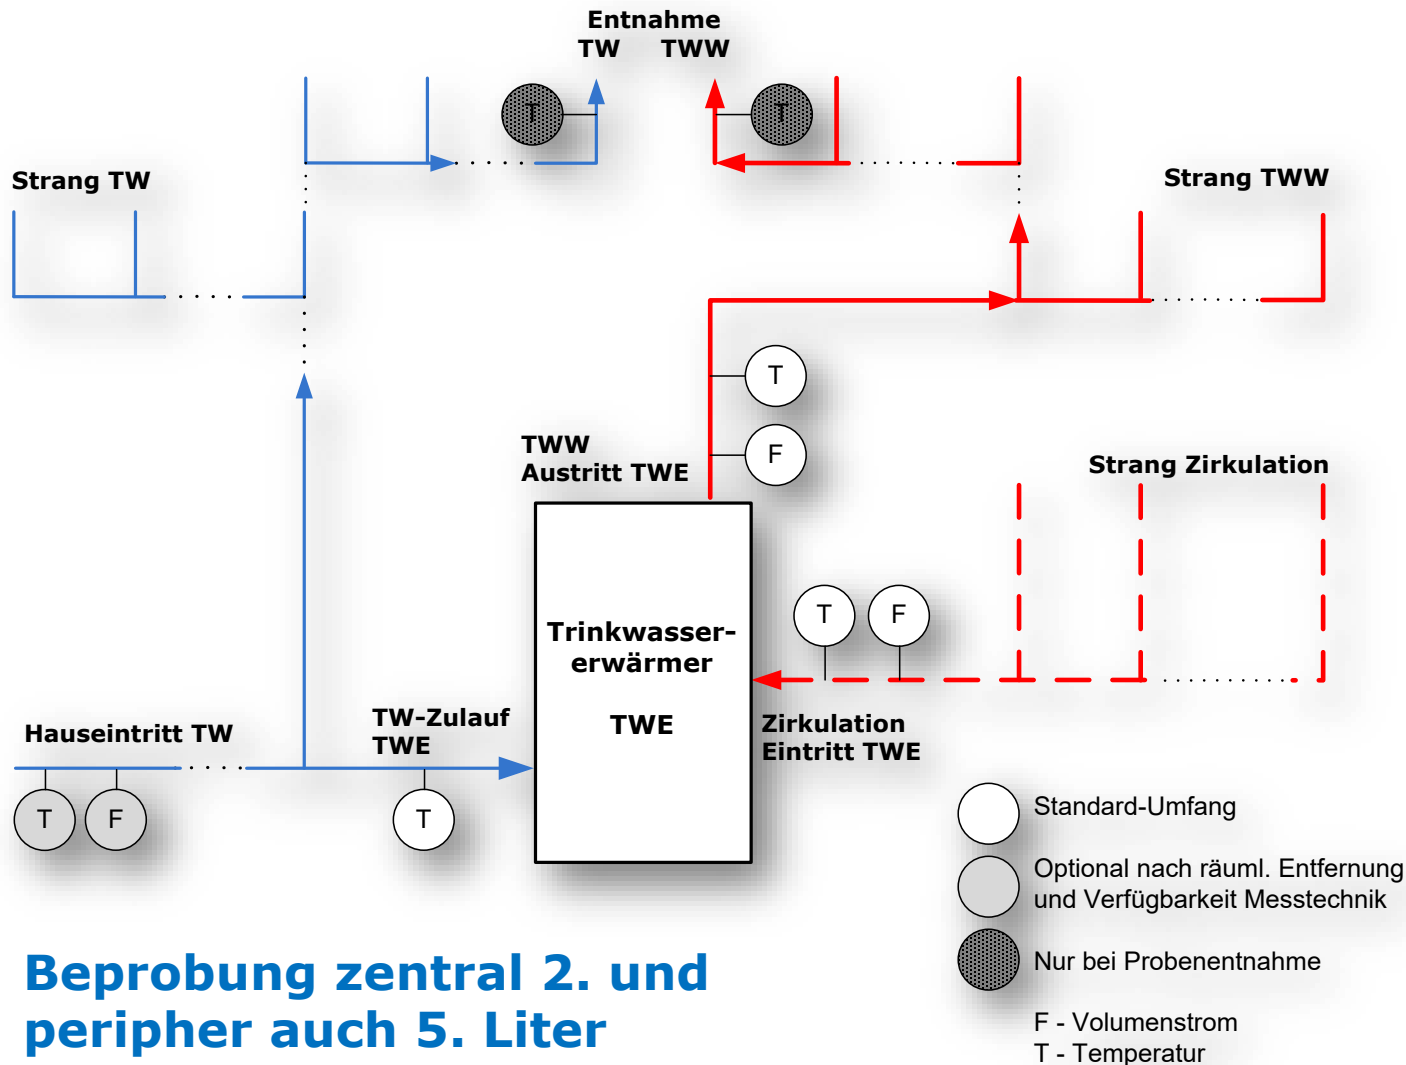 Entnahme
TW TWW
T
T
Strang TW
Strang TWW
T
F
TWW
Austritt TWE
Strang Zirkulation
Trinkwasser-
erwärmer
TWE
T
F
Zirkulation
Eintritt TWE
Hauseintritt TW
TW-Zulauf
TWE
T
F
T
Standard-Umfang
Optional nach räuml. Entfernung
und Verfügbarkeit Messtechnik
Nur bei Probenentnahme
F - Volumenstrom
T - Temperatur
Beprobung zentral 2. und
peripher auch 5. Liter